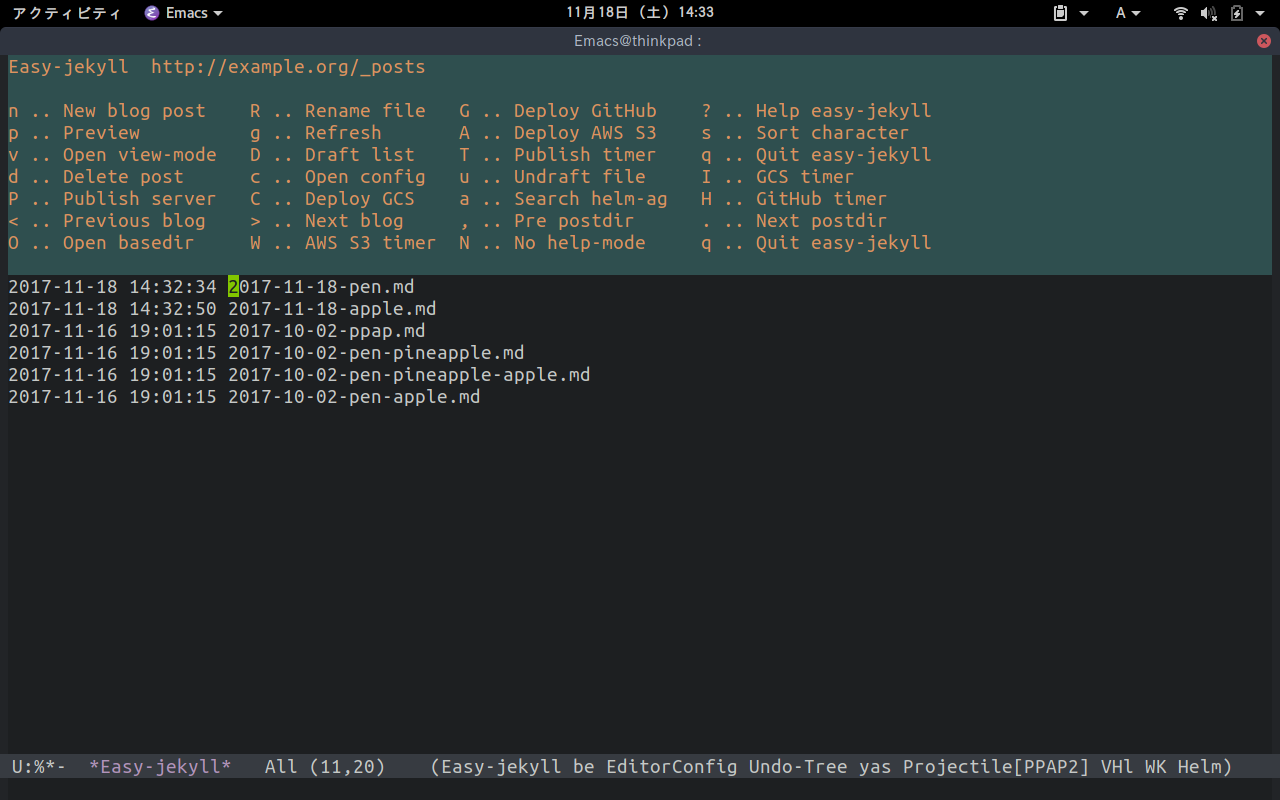 アクティビティ Emacs 11月18日 (土) 14:33 A
Emacs@thinkpad :
Easy-jekyll  http://example.org/_posts
n .. New blog post    R .. Rename file   G .. Deploy GitHub    ? .. Help easy-jekyll
p .. Preview          g .. Refresh       A .. Deploy AWS S3    s .. Sort character
v .. Open view-mode   D .. Draft list    T .. Publish timer    q .. Quit easy-jekyll
d .. Delete post      c .. Open config   u .. Undraft file     I .. GCS timer
P .. Publish server   C .. Deploy GCS    a .. Search helm-ag   H .. GitHub timer
< .. Previous blog    > .. Next blog     , .. Pre postdir      . .. Next postdir
O .. Open basedir     W .. AWS S3 timer  N .. No help-mode     q .. Quit easy-jekyll
2017-11-18 14:32:34 2017-11-18-pen.md
2017-11-18 14:32:50 2017-11-18-apple.md
2017-11-16 19:01:15 2017-10-02-ppap.md
2017-11-16 19:01:15 2017-10-02-pen-pineapple.md
2017-11-16 19:01:15 2017-10-02-pen-pineapple-apple.md
2017-11-16 19:01:15 2017-10-02-pen-apple.md
U:%*-  *Easy-jekyll*   All (11,20)    (Easy-jekyll be EditorConfig Undo-Tree yas Projectile[PPAP2] VHl WK Helm)